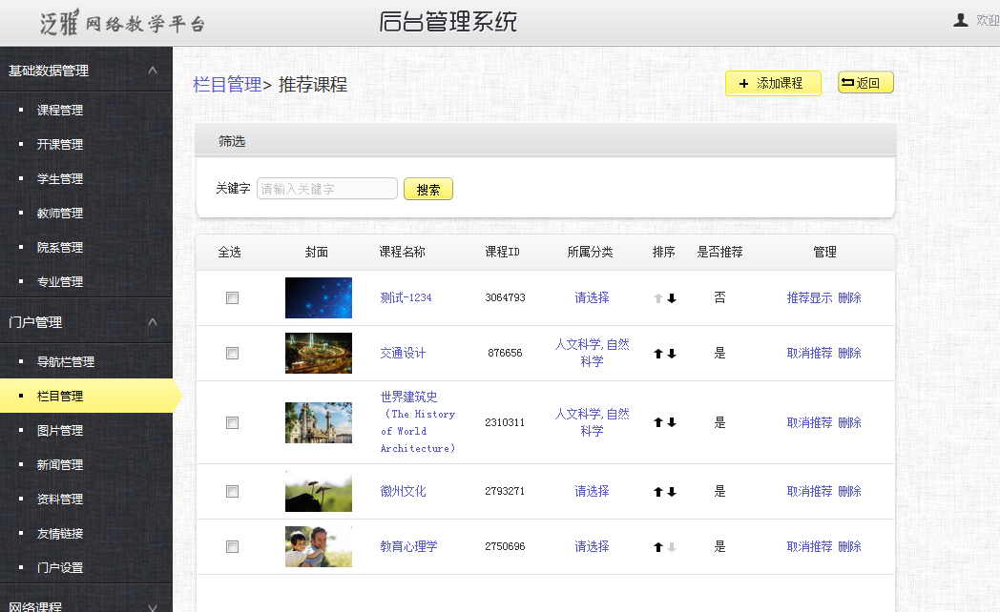 泛雅网络教学平台
后台管理系统
欢迎
基础数据管理
课程管理
开课管理
学生管理
教师管理
院系管理
专业管理
门户管理
导航栏管理
栏目管理
图片管理
新闻管理
资料管理
友情链接
门户设置
网络课程
栏目管理> 推荐课程
+ 添加课程
返回
筛选
关键字 请输入关键字 搜索
全选 封面 课程名称 课程ID 所属分类 排序 是否推荐 管理
测试-1234 3064793 请选择 否 推荐显示 删除
交通设计 876656 人文科学,自然
科学 是 取消推荐 删除
世界建筑史
(The History
of World
Architecture) 2310311 人文科学,自然
科学 是 取消推荐 删除
徽州文化 2793271 请选择 是 取消推荐 删除
教育心理学 2750696 请选择 是 取消推荐 删除